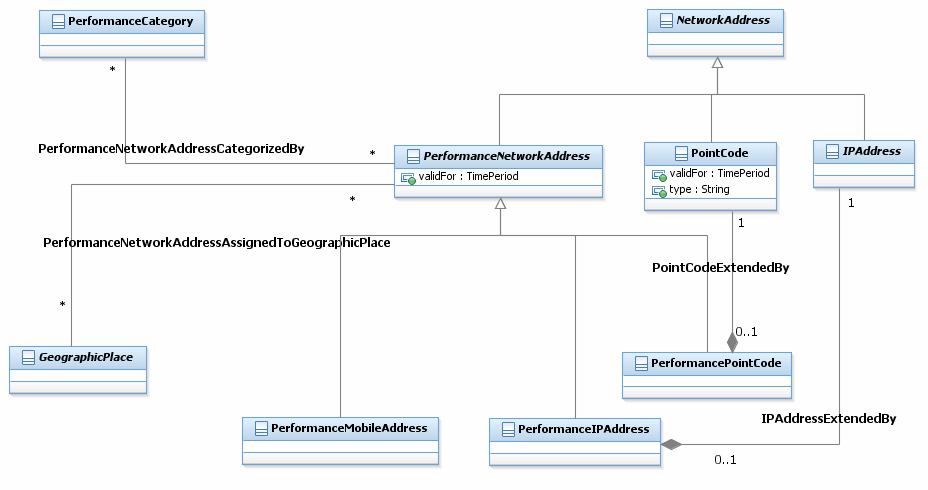 PerformanceCategory
NetworkAddress
*
PerformanceNetworkAddressCategorizedBy
*
PerformanceNetworkAddress
validFor : TimePeriod
PointCode
validFor : TimePeriod
type : String
IPAddress
*
1
1
PerformanceNetworkAddressAssignedToGeographicPlace
PointCodeExtendedBy
*
0..1
GeographicPlace
PerformancePointCode
IPAddressExtendedBy
PerformanceMobileAddress
PerformanceIPAddress
0..1